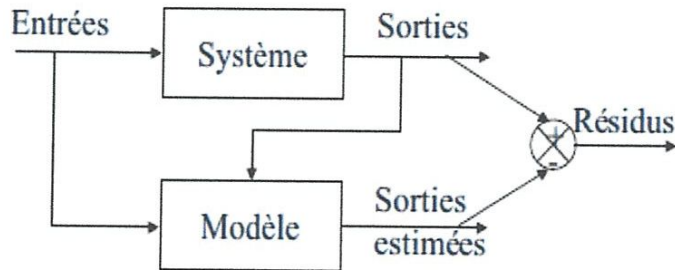 Entrées
Sorties
Système
+
Résidus
-
Modèle
Sorties
estimées